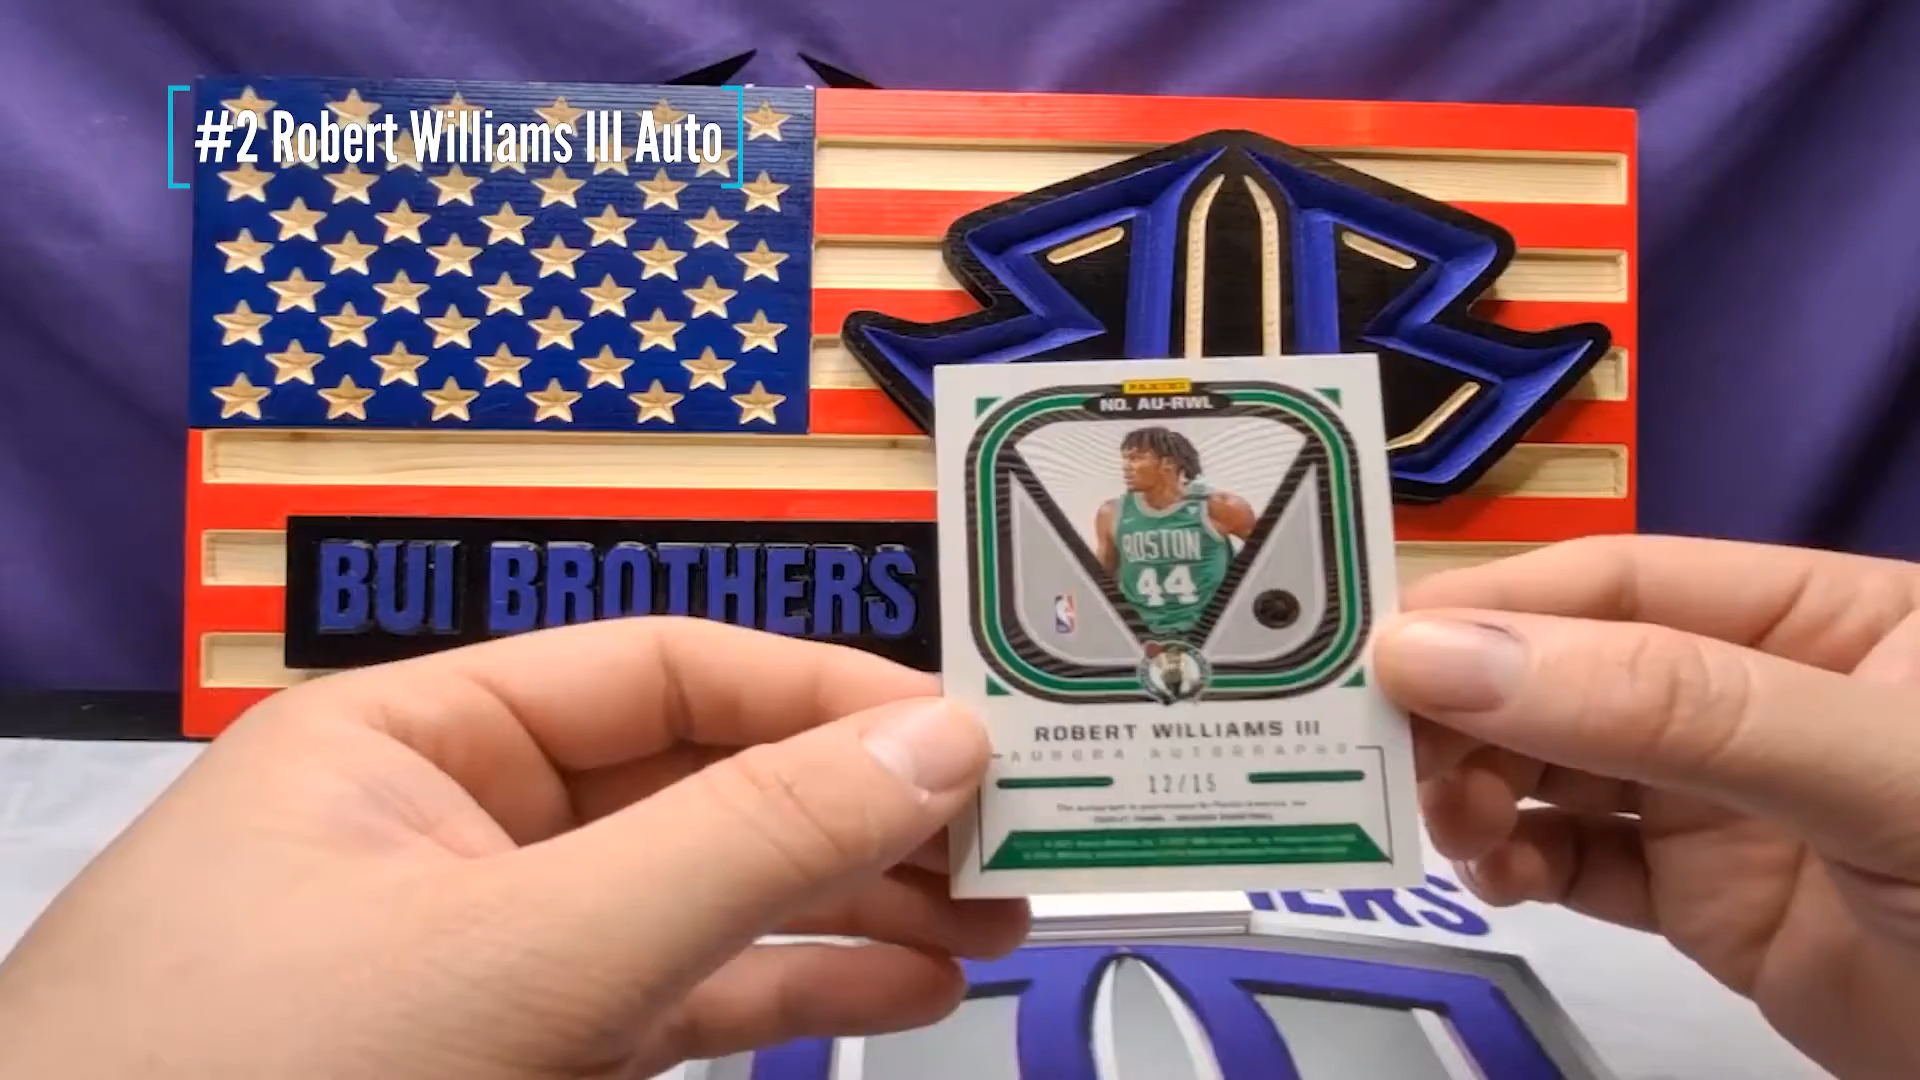 #2 Robert Williams III Auto
PANINI
NO. AU-RWL
BOSTON
44
BUI BROTHERS
ROBERT WILLIAMS III
AURORA AUTOGRAPHS
12/15